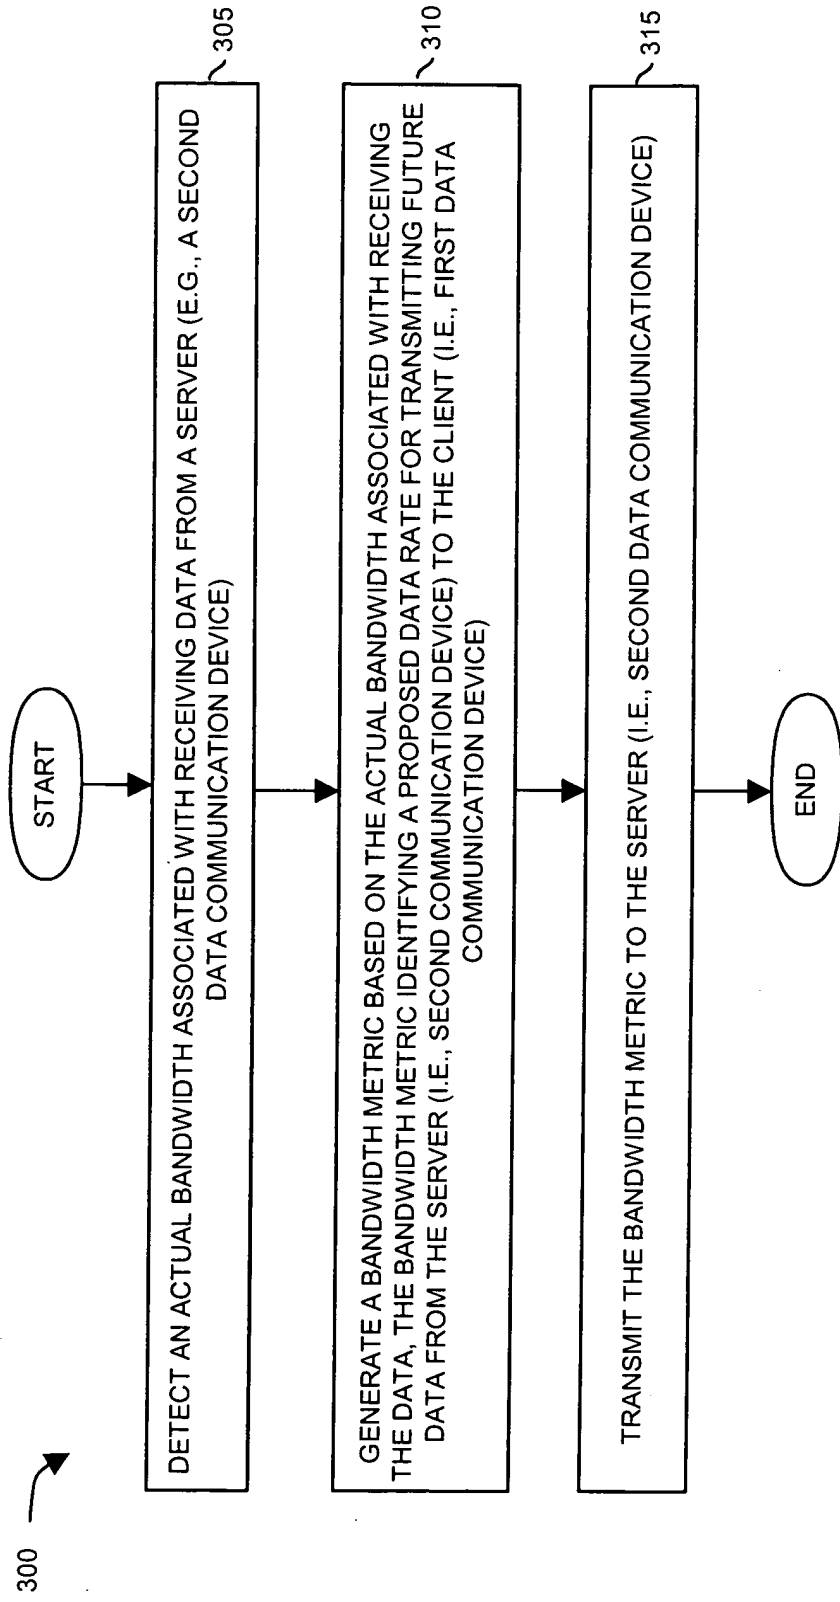 300
START
DETECT AN ACTUAL BANDWIDTH ASSOCIATED WITH RECEIVING DATA FROM A SERVER (E.G., A SECOND
DATA COMMUNICATION DEVICE)
305
GENERATE A BANDWIDTH METRIC BASED ON THE ACTUAL BANDWIDTH ASSOCIATED WITH RECEIVING
THE DATA, THE BANDWIDTH METRIC IDENTIFYING A PROPOSED DATA RATE FOR TRANSMITTING FUTURE
DATA FROM THE SERVER (I.E., SECOND COMMUNICATION DEVICE) TO THE CLIENT (I.E., FIRST DATA
COMMUNICATION DEVICE)
310
TRANSMIT THE BANDWIDTH METRIC TO THE SERVER (I.E., SECOND DATA COMMUNICATION DEVICE)
315
END